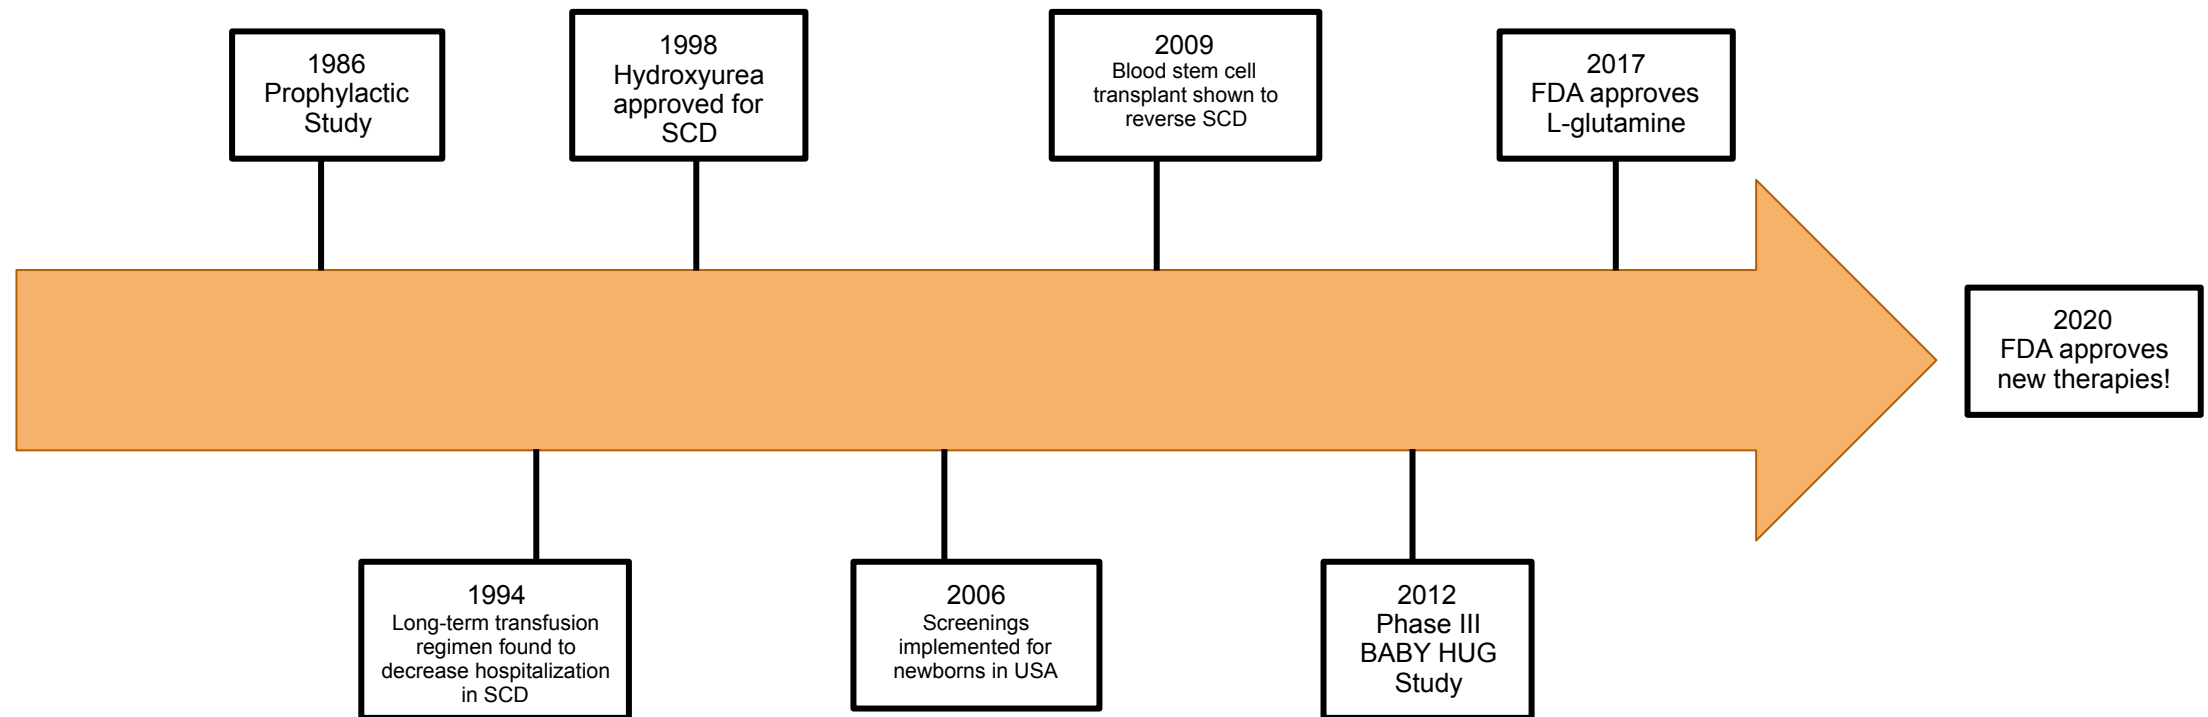 1986
Prophylactic
Study
1998
Hydroxyurea
approved for
SCD
2009
Blood stem cell
transplant shown to
reverse SCD
2017
FDA approves
L-glutamine
2020
FDA approves
new therapies!
1994
Long-term transfusion
regimen found to
decrease hospitalization
in SCD
2006
Screenings
implemented for
newborns in USA
2012
Phase III
BABY HUG
Study